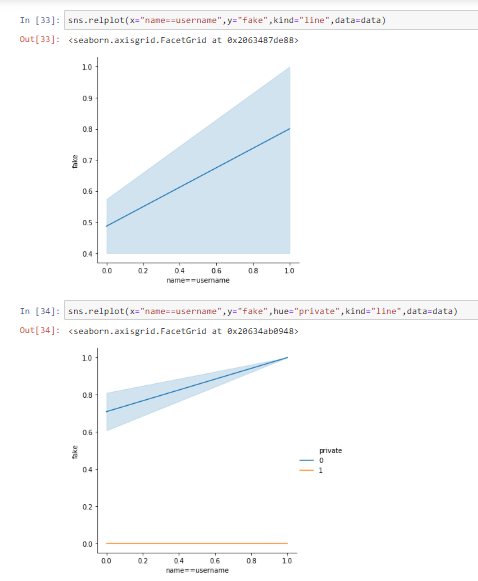 In [33]: sns.relplot(x="name==username",y="fake",kind="line",data=data)
Out[33]: <seaborn.axisgrid.FacetGrid at 0x2063487de88>
1.0
0.9
0.8
0.7
0.6
0.5
0.4
fake
0.0 0.2 0.4 0.6 0.8 1.0
name==username
In [34]: sns.relplot(x="name==username",y="fake",hue="private",kind="line",data=data)
Out[34]: <seaborn.axisgrid.FacetGrid at 0x20634ab0948>
1.0
0.8
0.6
0.4
0.2
0.0
fake
private
0
1
0.0 0.2 0.4 0.6 0.8 1.0
name==username